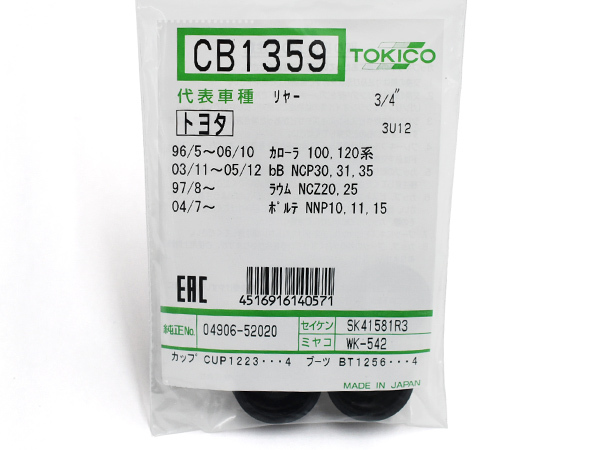 CB1359 TOKICO
代表車種 リヤー 3/4"
トヨタ 3U12
96/5～06/10 カローラ 100,120系
03/11～05/12 bB NCP30,31,35
97/8～ ラウム NCZ20,25
04/7～ ポルテ NNP10,11,15
EAC
4516916140571
純正No. 04906-52020 セイケン SK41581R3
ミヤコ WK-542
カップ CUP1223・・・4 ブーツ BT1256・・・4
MADE IN JAPAN